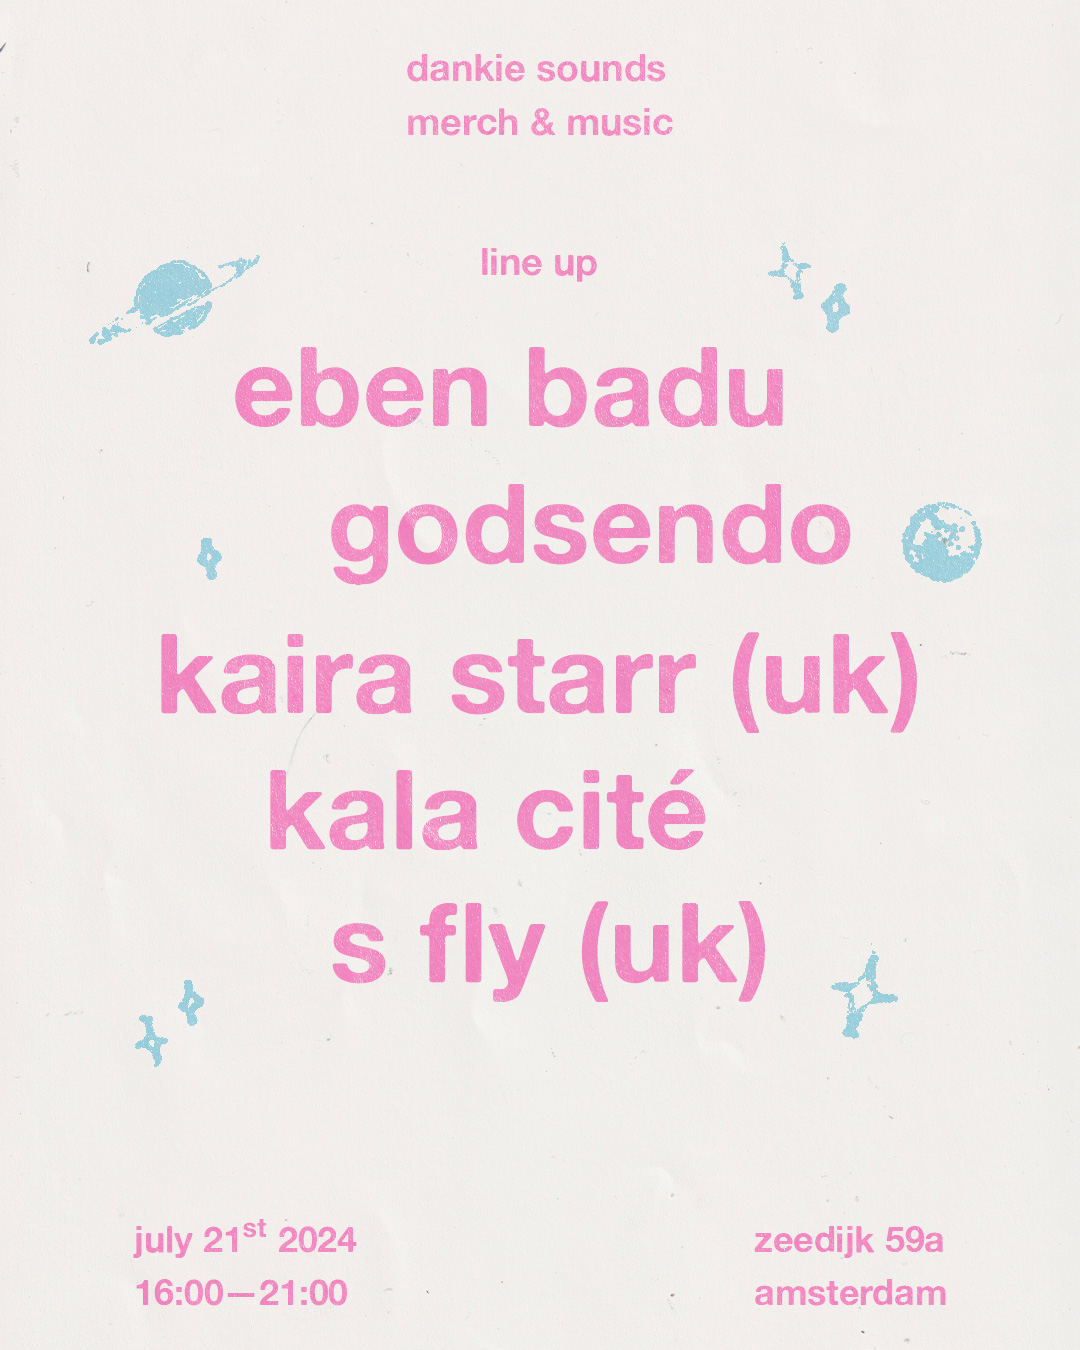 dankie sounds
merch & music
line up
eben badu
godsendo
kaira starr (uk)
kala cité
s fly (uk)
july 21st 2024
16:00—21:00
zeedijk 59a
amsterdam